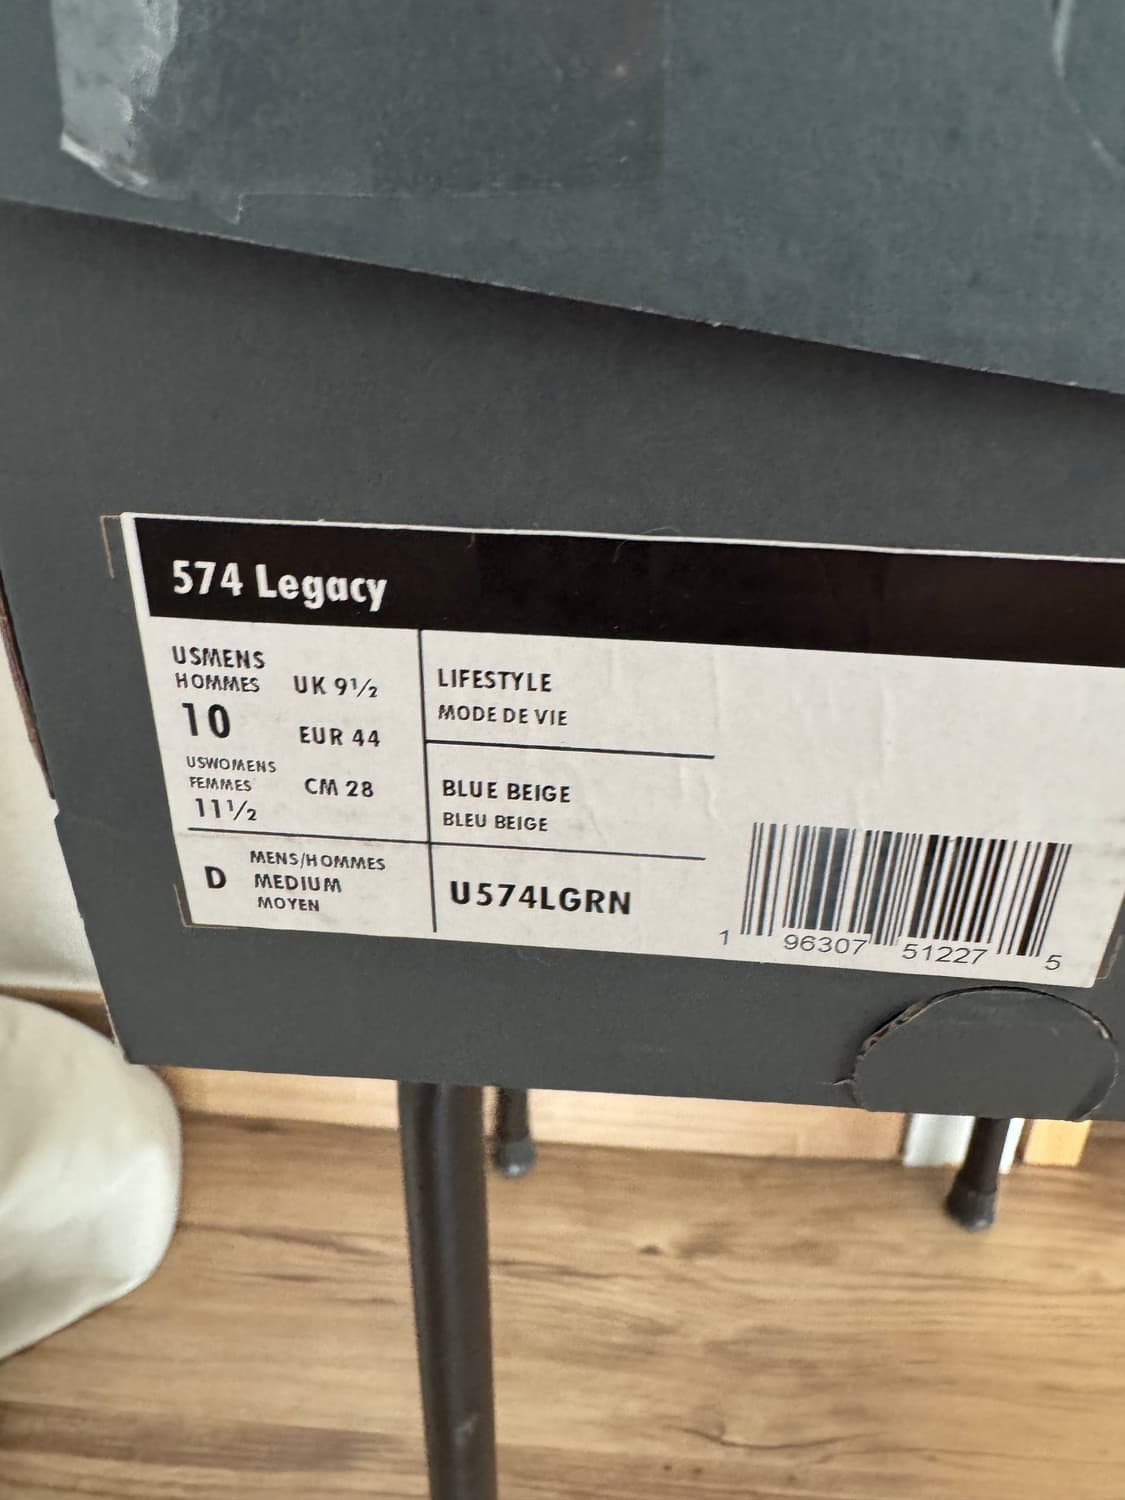 574 Legacy
USMENS
HOMMES
10
USWOMENS
FEMMES
11½
UK 9½
EUR 44
CM 28
D
MENS/HOMMES
MEDIUM
MOYEN
LIFESTYLE
MODE DE VIE
BLUE BEIGE
BLEU BEIGE
U574LGRN
1 96307 51227 5